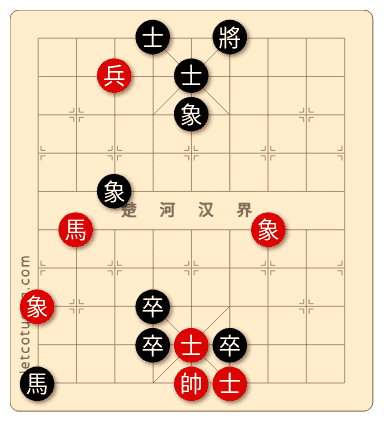 士 將
兵 士
象
象
楚 河 汉 界
馬 象
象 卒
卒 士 卒
馬 帥 士